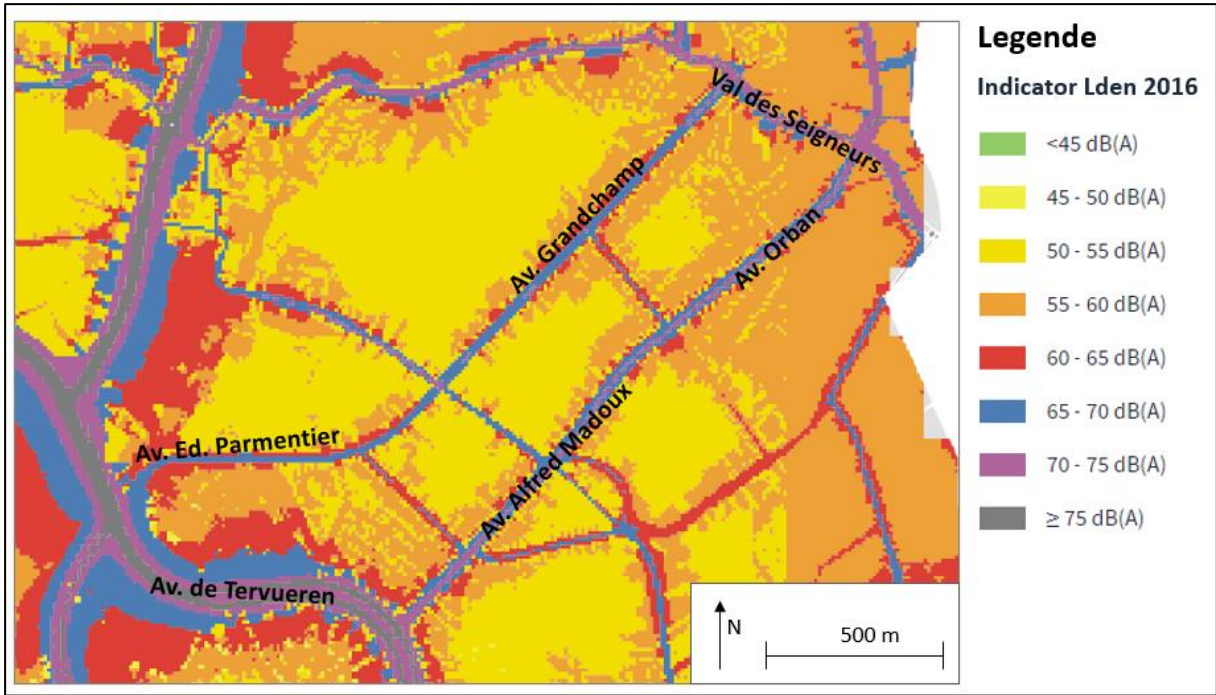 Legende
Indicator Lden 2016
<45 dB(A)
45 - 50 dB(A)
50 - 55 dB(A)
55 - 60 dB(A)
60 - 65 dB(A)
65 - 70 dB(A)
70 - 75 dB(A)
≥ 75 dB(A)
Val des Seigneurs
Av. Grandchamp
Av. Orban
Av. Ed. Parmentier
Av. Alfred Madoux
Av. de Tervueren
N
500 m